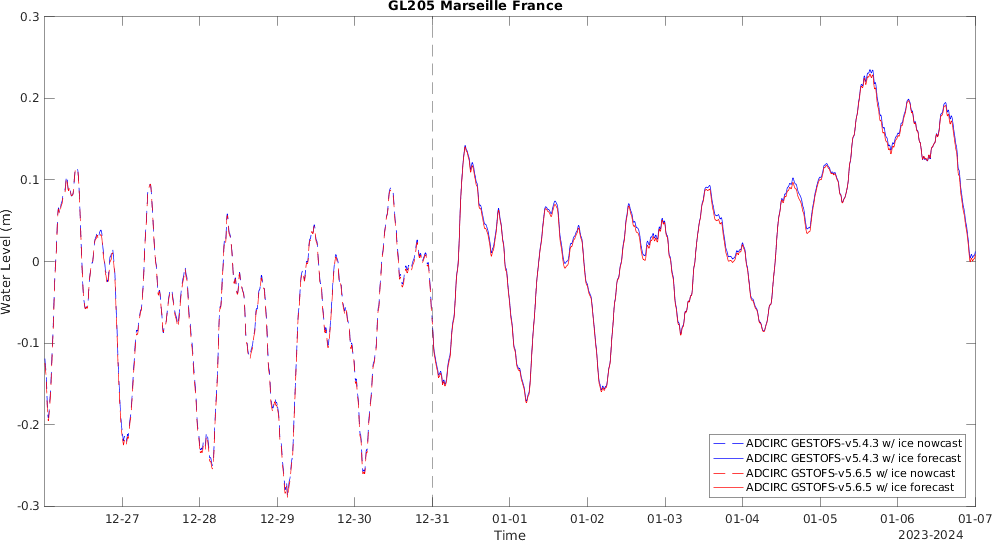 GL205 Marseille France
0.3
0.2
0.1
0
-0.1
-0.2
-0.3
Water Level (m)
ADCIRC GESTOFS-v5.4.3 w/ ice nowcast
ADCIRC GESTOFS-v5.4.3 w/ ice forecast
ADCIRC GSTOFS-v5.6.5 w/ ice nowcast
ADCIRC GSTOFS-v5.6.5 w/ ice forecast
12-27 12-28 12-29 12-30 12-31 01-01 01-02 01-03 01-04 01-05 01-06 01-07
Time
2023-2024